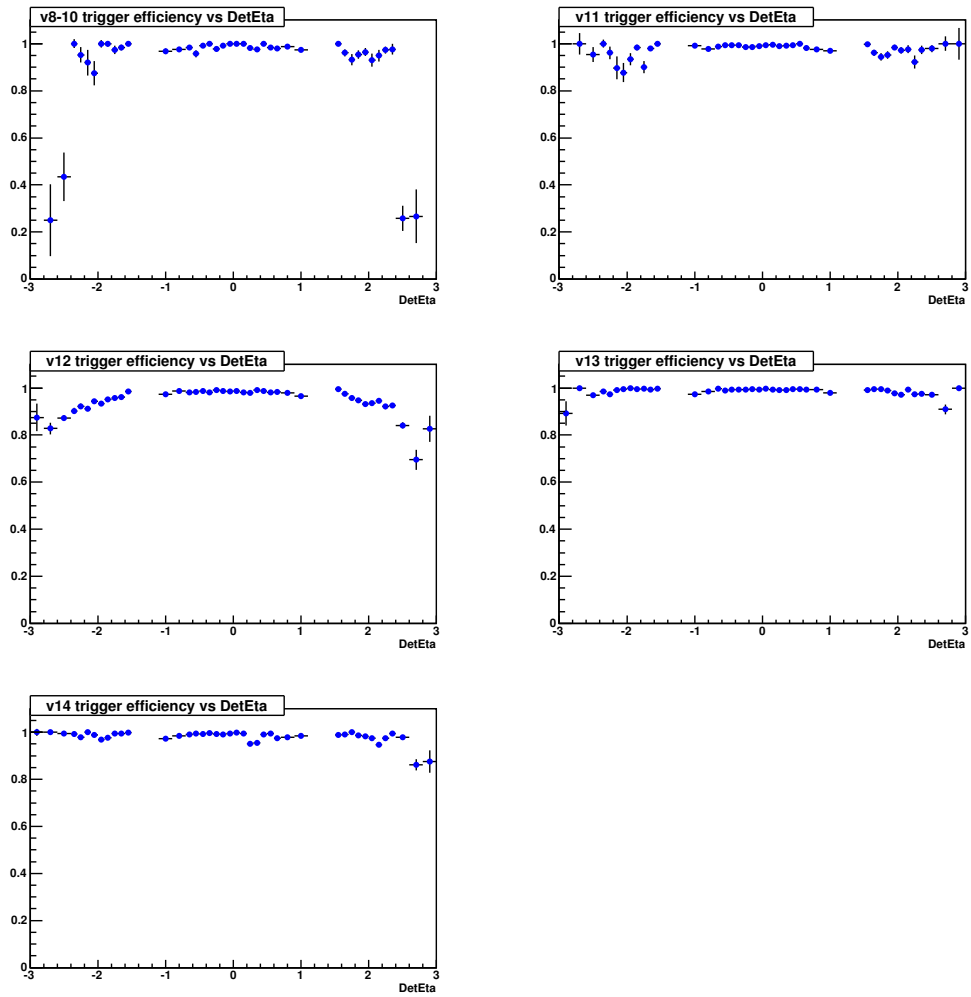 v8-10 trigger efficiency vs DetEta
1
0.8
0.6
0.4
0.2
0
-3 -2 -1 0 1 2 3
DetEta
v11 trigger efficiency vs DetEta
1
0.8
0.6
0.4
0.2
0
-3 -2 -1 0 1 2 3
DetEta
v12 trigger efficiency vs DetEta
1
0.8
0.6
0.4
0.2
0
-3 -2 -1 0 1 2 3
DetEta
v13 trigger efficiency vs DetEta
1
0.8
0.6
0.4
0.2
0
-3 -2 -1 0 1 2 3
DetEta
v14 trigger efficiency vs DetEta
1
0.8
0.6
0.4
0.2
0
-3 -2 -1 0 1 2 3
DetEta